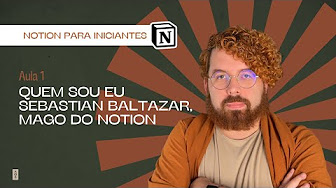 NOTION PARA INICIANTES
N
Aula 1
QUEM SOU EU
SEBASTIAN BALTAZAR,
MAGO DO NOTION